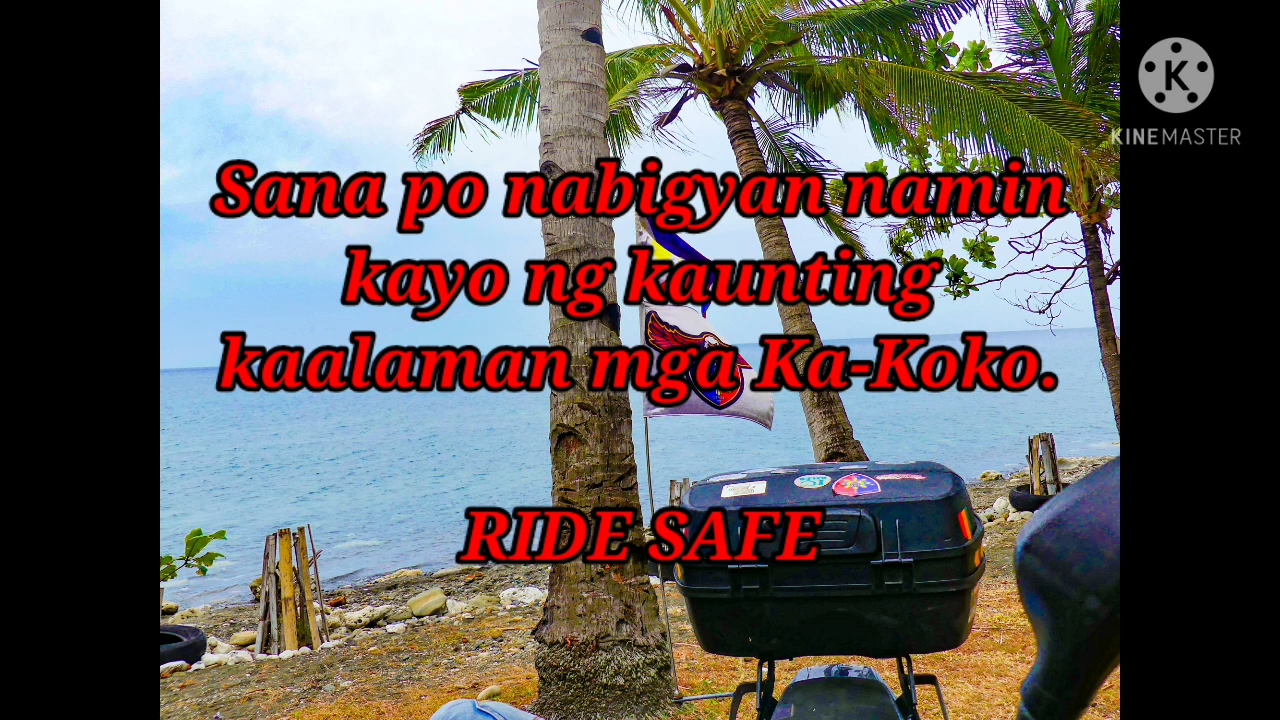 KINEMASTER
Sana po nabigyan namin
kayo ng kaunting
kaalaman mga Ka-Koko.
RIDE SAFE